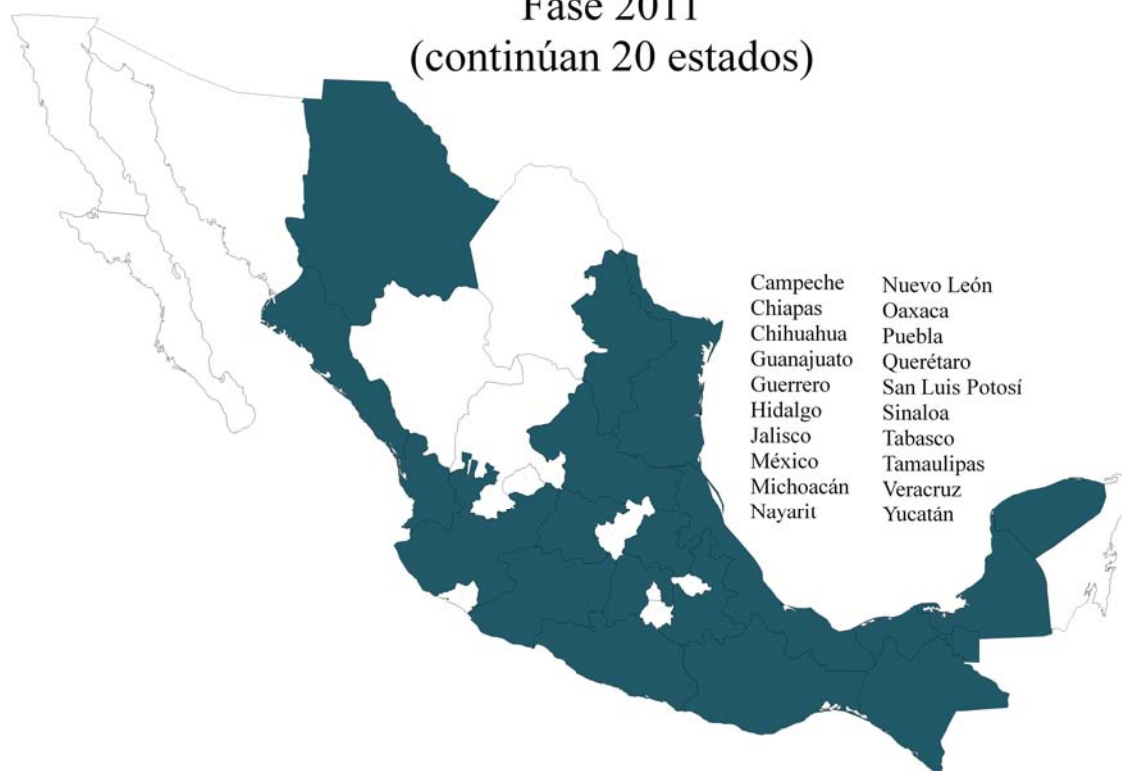 Fase 2011
(continúan 20 estados)
Campeche
Chiapas
Chihuahua
Guanajuato
Guerrero
Hidalgo
Jalisco
México
Michoacán
Nayarit
Nuevo León
Oaxaca
Puebla
Querétaro
San Luis Potosí
Sinaloa
Tabasco
Tamaulipas
Veracruz
Yucatán